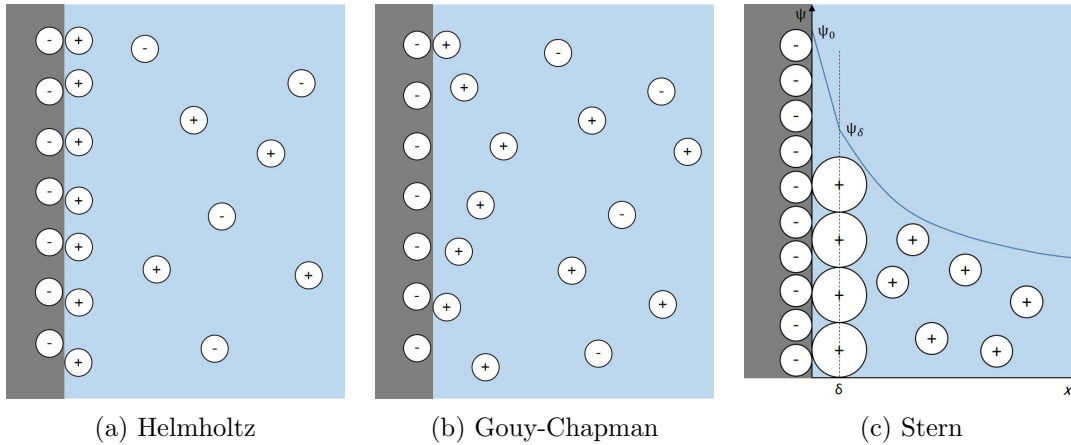 ψ
ψ0
ψδ
δ
x
(a) Helmholtz
(b) Gouy-Chapman
(c) Stern